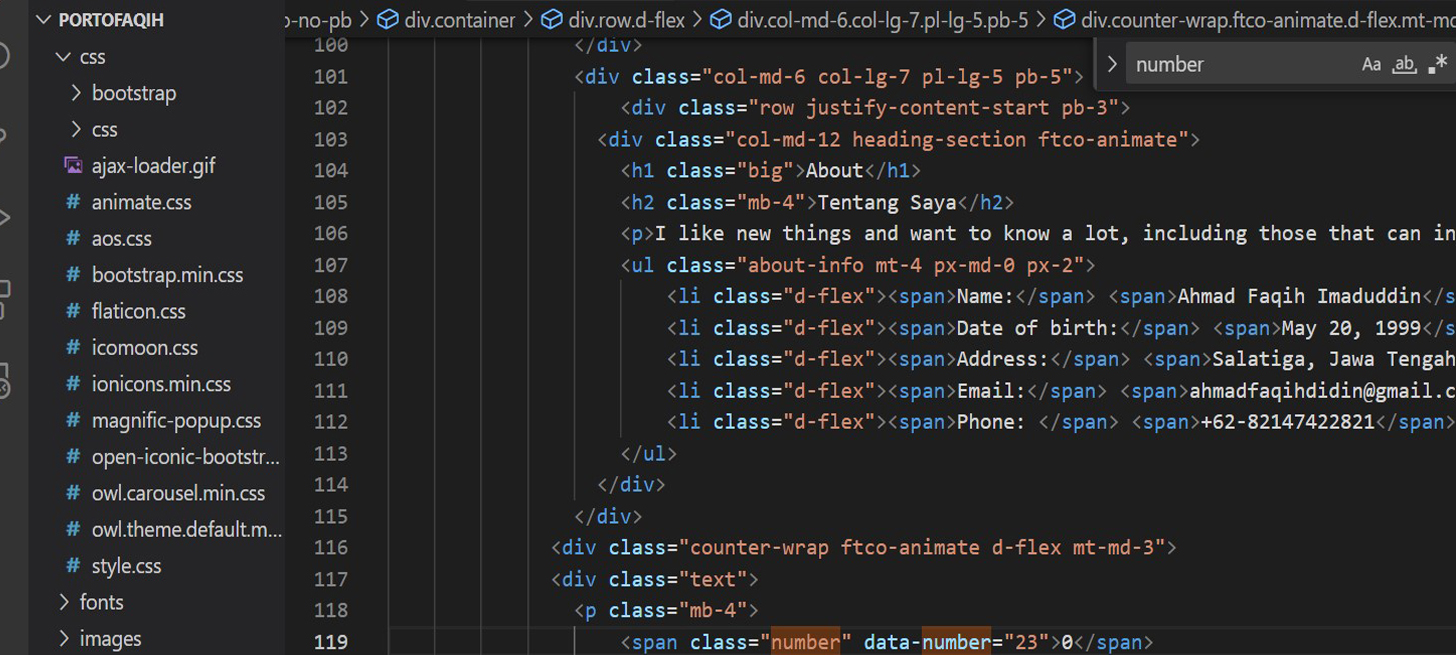 PORTOFAQIH
css
bootstrap
css
ajax-loader.gif
animate.css
aos.css
bootstrap.min.css
flaticon.css
icomoon.css
ionicons.min.css
magnific-popup.css
open-iconic-bootstr...
owl.carousel.min.css
owl.theme.default.m...
style.css
fonts
images
o-no-pb > div.container > div.row.d-flex > div.col-md-6.col-lg-7.pl-lg-5.pb-5 > div.counter-wrap.ftco-animate.d-flex.mt-md
number Aa ab .*
100 </div>
101 <div class="col-md-6 col-lg-7 pl-lg-5 pb-5">
102 <div class="row justify-content-start pb-3">
103 <div class="col-md-12 heading-section ftco-animate">
104 <h1 class="big">About</h1>
105 <h2 class="mb-4">Tentang Saya</h2>
106 <p>I like new things and want to know a lot, including those that can in
107 <ul class="about-info mt-4 px-md-0 px-2">
108 <li class="d-flex"><span>Name:</span> <span>Ahmad Faqih Imaduddin</s
109 <li class="d-flex"><span>Date of birth:</span> <span>May 20, 1999</s
110 <li class="d-flex"><span>Address:</span> <span>Salatiga, Jawa Tengah
111 <li class="d-flex"><span>Email:</span> <span>ahmadfaqihdidin@gmail.c
112 <li class="d-flex"><span>Phone: </span> <span>+62-82147422821</span>
113 </ul>
114 </div>
115 </div>
116 <div class="counter-wrap ftco-animate d-flex mt-md-3">
117 <div class="text">
118 <p class="mb-4">
119 <span class="number" data-number="23">0</span>